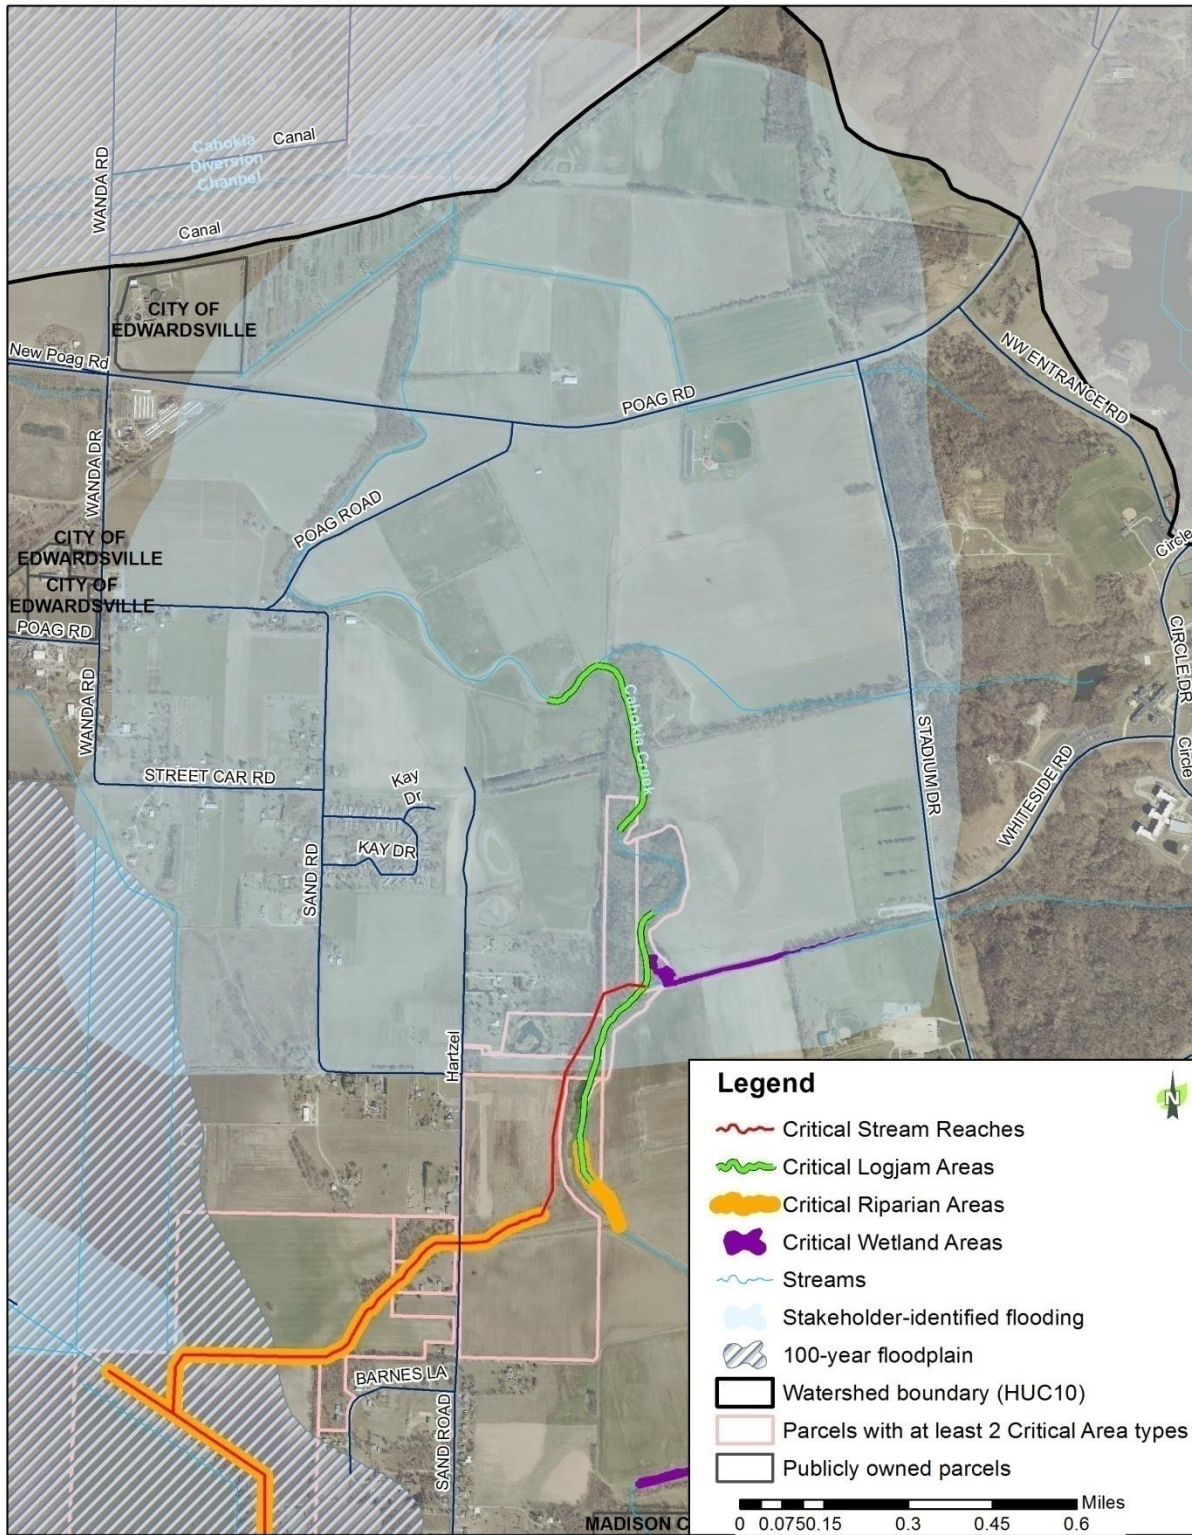 Canal
Cahokia
Diversion
Channel
Canal
WANDA RD
CITY OF
EDWARDSVILLE
New Poag Rd
NW ENTRANCE RD
POAG RD
WANDA DR
POAG ROAD
CITY OF
EDWARDSVILLE
CITY OF
EDWARDSVILLE
POAG RD
Circle
CIRCLE DR
WANDA RD
Cahokia Creek
STADIUM DR
Circle
STREET CAR RD
Kay
Dr
WHITESIDE RD
KAY DR
SAND RD
Hartzel
BARNES LA
SAND ROAD
MADISON C
Legend
N
Critical Stream Reaches
Critical Logjam Areas
Critical Riparian Areas
Critical Wetland Areas
Streams
Stakeholder-identified flooding
100-year floodplain
Watershed boundary (HUC10)
Parcels with at least 2 Critical Area types
Publicly owned parcels
Miles
0 0.0750.15 0.3 0.45 0.6